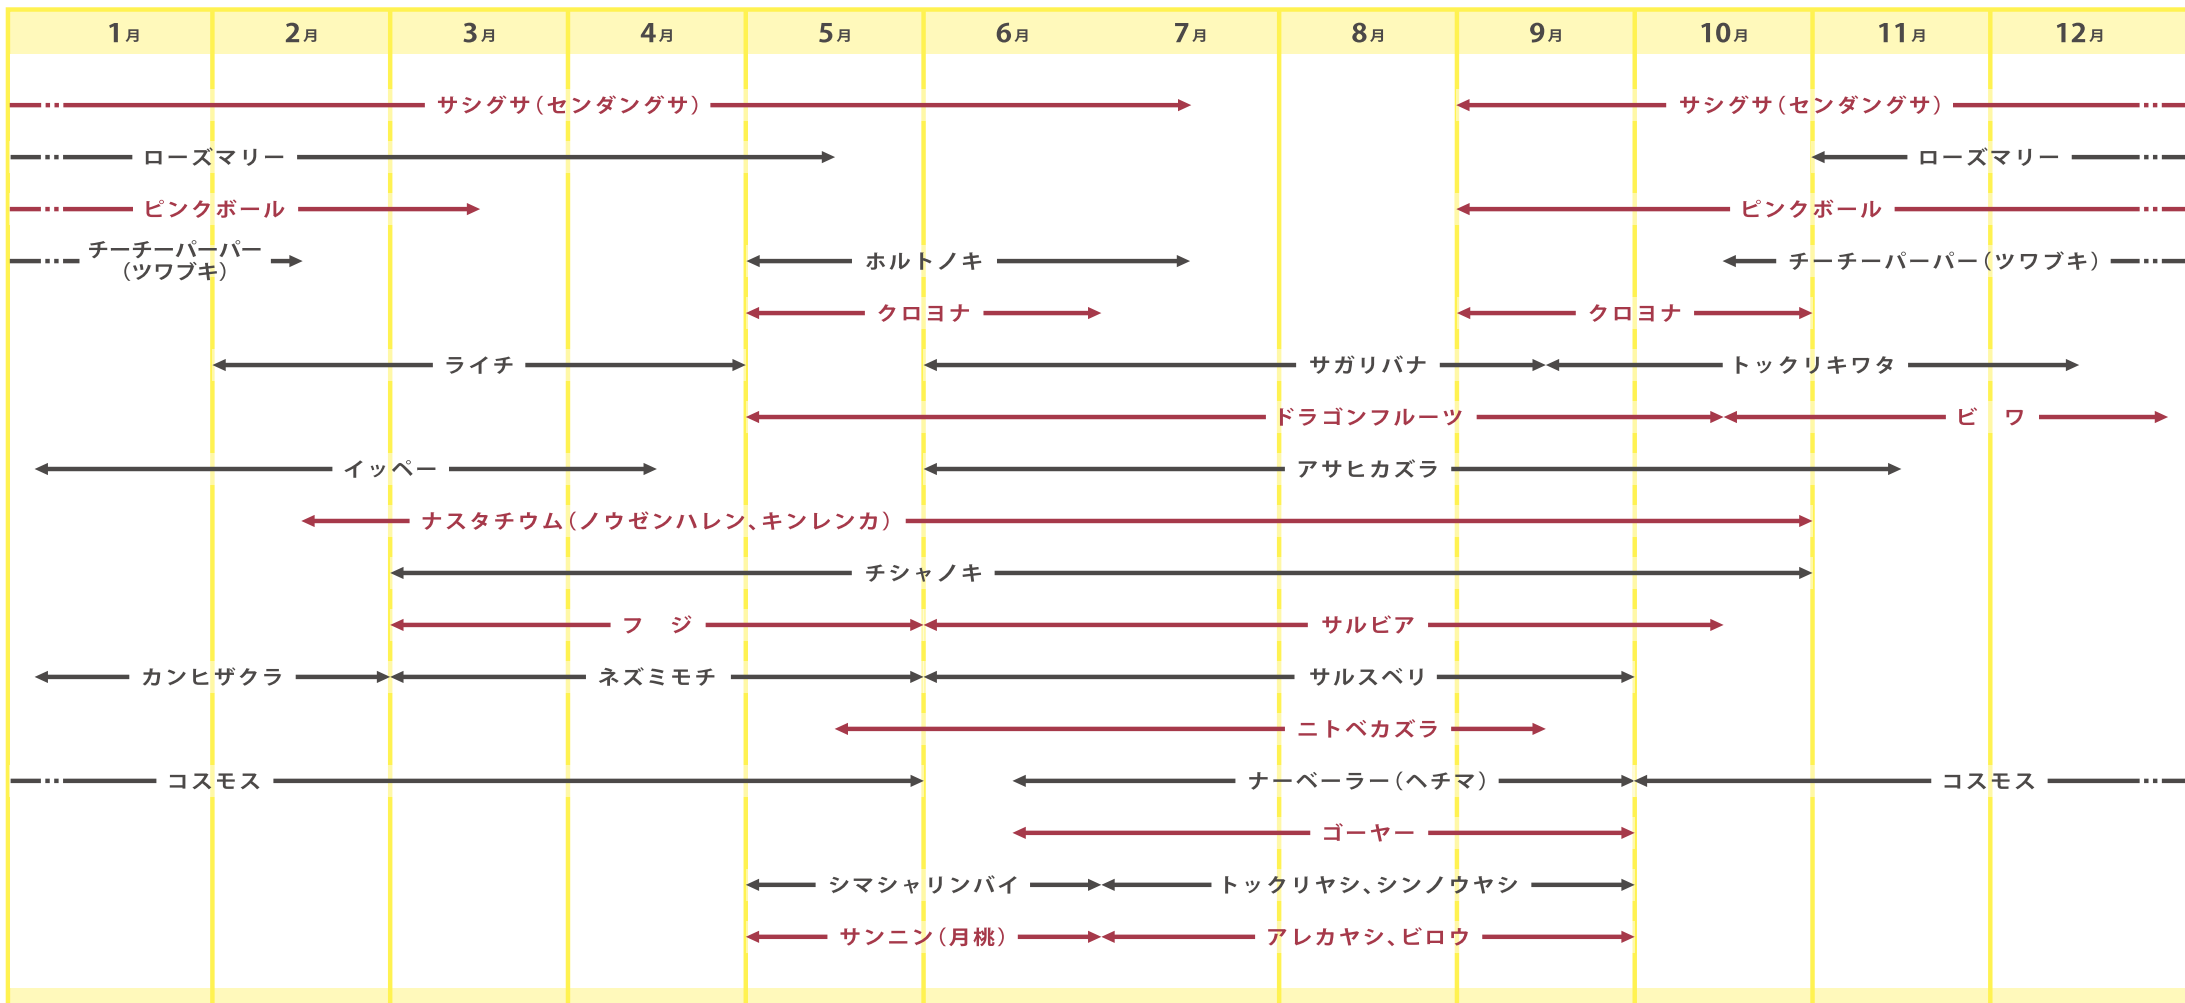 1月 2月 3月 4月 5月 6月 7月 8月 9月 10月 11月 12月
サシグサ(センダングサ) サシグサ(センダングサ)
ローズマリー ローズマリー
ピンクボール ピンクボール
チーチーパーパー
(ツワブキ) ホルトノキ チーチーパーパー(ツワブキ)
クロヨナ クロヨナ
ライチ サガリバナ トックリキワタ
ドラゴンフルーツ ビ ワ
イッペー アサヒカズラ
ナスタチウム(ノウゼンハレン、キンレンカ)
チシャノキ
フ ジ サルビア
カンヒザクラ ネズミモチ サルスベリ
ニトベカズラ
コスモス ナーベーラー(ヘチマ) コスモス
ゴーヤー
シマシャリンバイ トックリヤシ、シンノウヤシ
サンニン(月桃) アレカヤシ、ビロウ